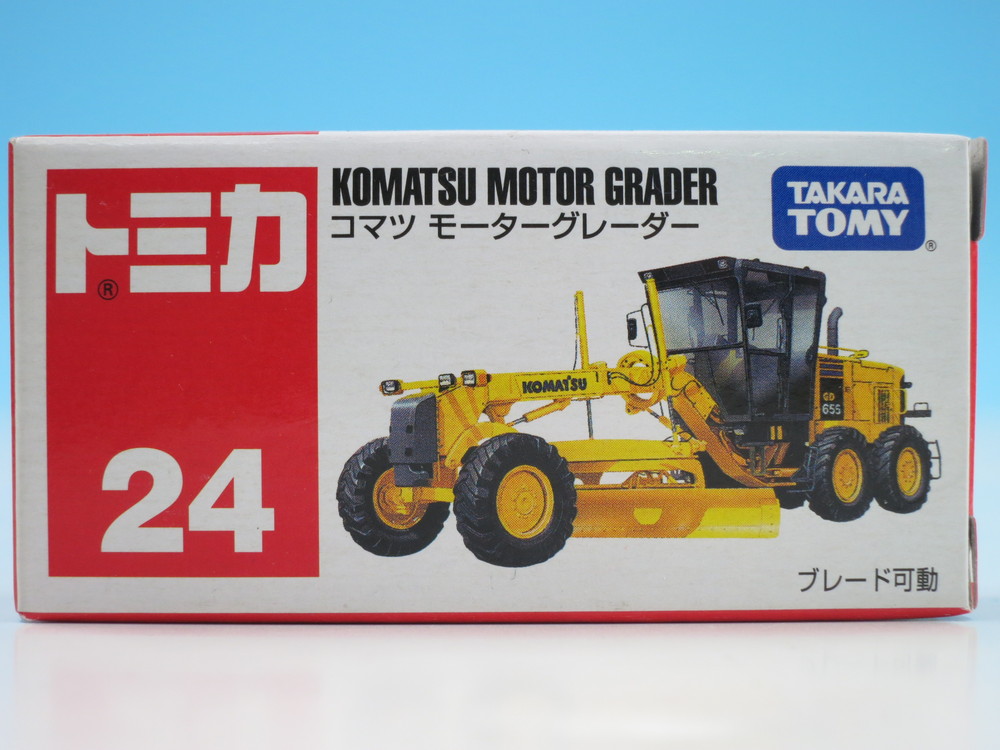 トミカ
®
24
KOMATSU MOTOR GRADER
コマツ モーターグレーダー
TAKARA
TOMY
®
KOMATSU
GD
655
ブレード可動